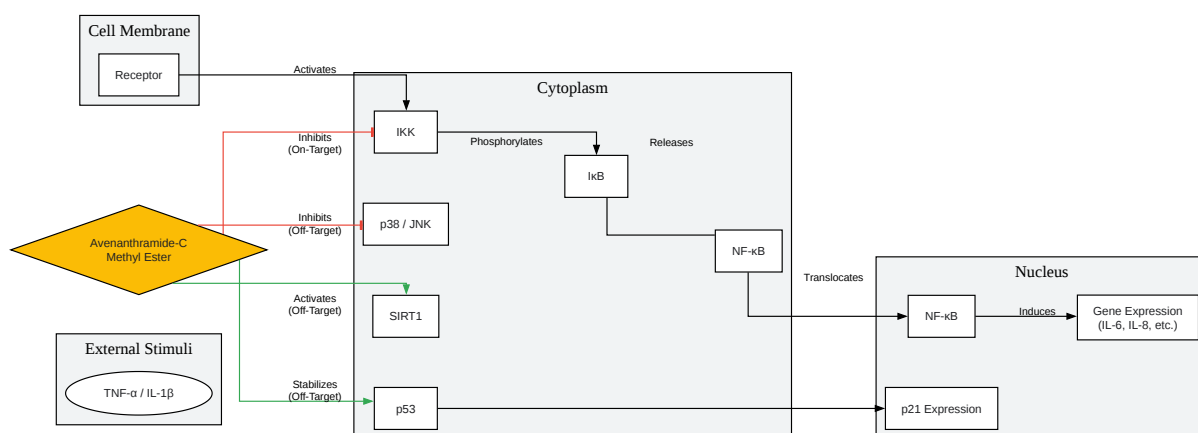 Cell Membrane
Receptor
Activates
Cytoplasm
IKK
Inhibits
(On-Target)
Phosphorylates
Releases
IκB
Avenanthramide-C
Methyl Ester
Inhibits
(Off-Target)
p38 / JNK
NF-κB
Translocates
Nucleus
Activates
(Off-Target)
SIRT1
NF-κB
Induces
Gene Expression
(IL-6, IL-8, etc.)
External Stimuli
TNF-α / IL-1β
Stabilizes
(Off-Target)
p53
p21 Expression